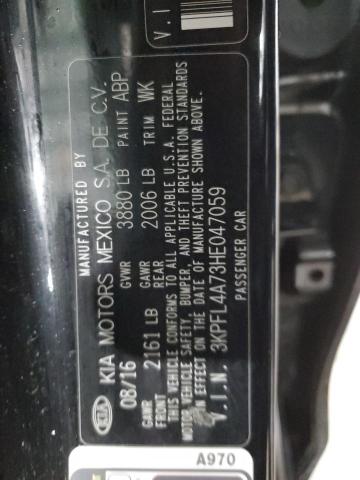 MANUFACTURED BY
KIA KIA MOTORS MEXICO S.A. DE C.V.
08/16 GVWR 3880 LB PAINT ABP
GAWR FRONT 2161 LB GAWR REAR 2006 LB TRIM WK
THIS VEHICLE CONFORMS TO ALL APPLICABLE U.S.A. FEDERAL
MOTOR VEHICLE SAFETY, BUMPER, AND THEFT PREVENTION STANDARDS
IN EFFECT ON THE DATE OF MANUFACTURE SHOWN ABOVE.
V.I.N. 3KPFL4A73HE047059
PASSENGER CAR
V.I
A970